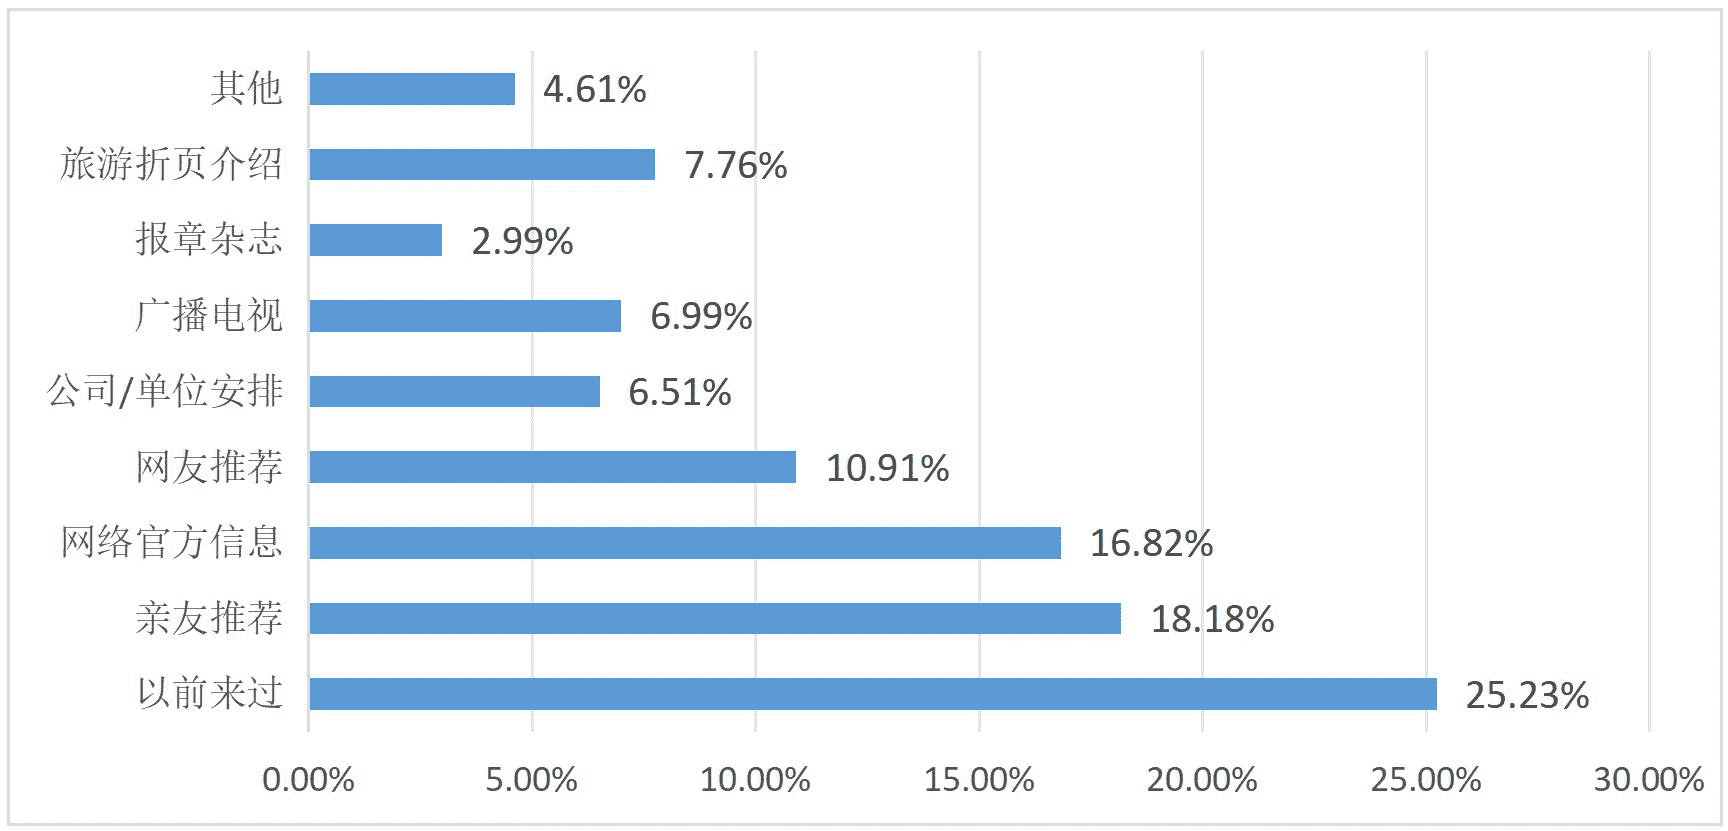 其他 4.61%
旅游折页介绍 7.76%
报章杂志 2.99%
广播电视 6.99%
公司/单位安排 6.51%
网友推荐 10.91%
网络官方信息 16.82%
亲友推荐 18.18%
以前来过 25.23%
0.00% 5.00% 10.00% 15.00% 20.00% 25.00% 30.00%